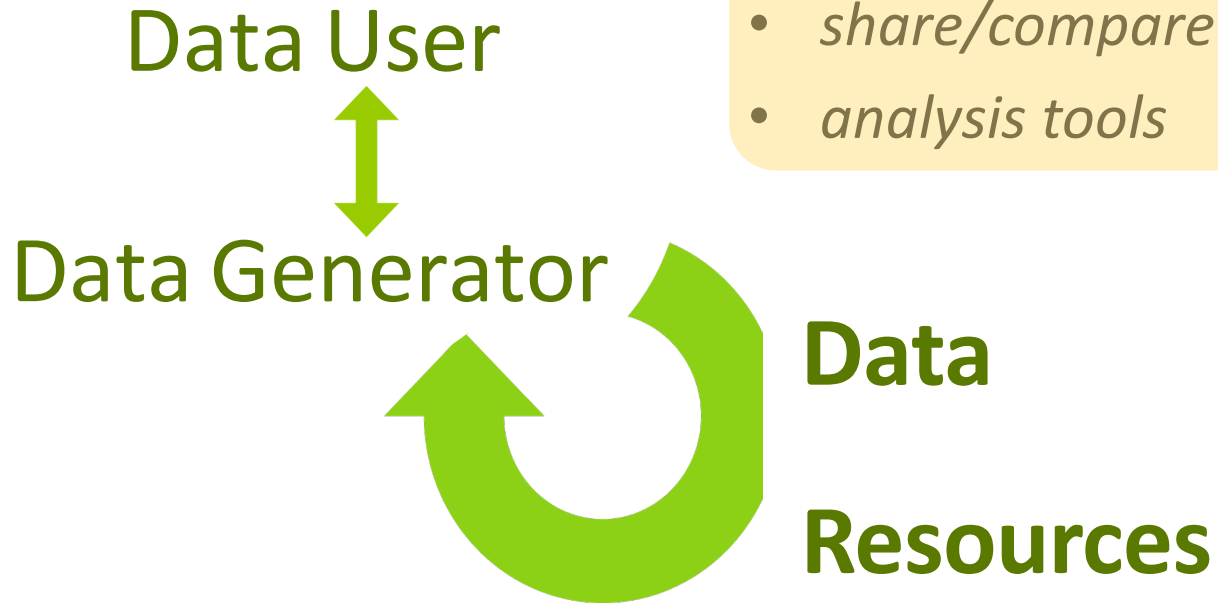 Data User
• share/compare
• analysis tools
Data Generator
Data
Resources